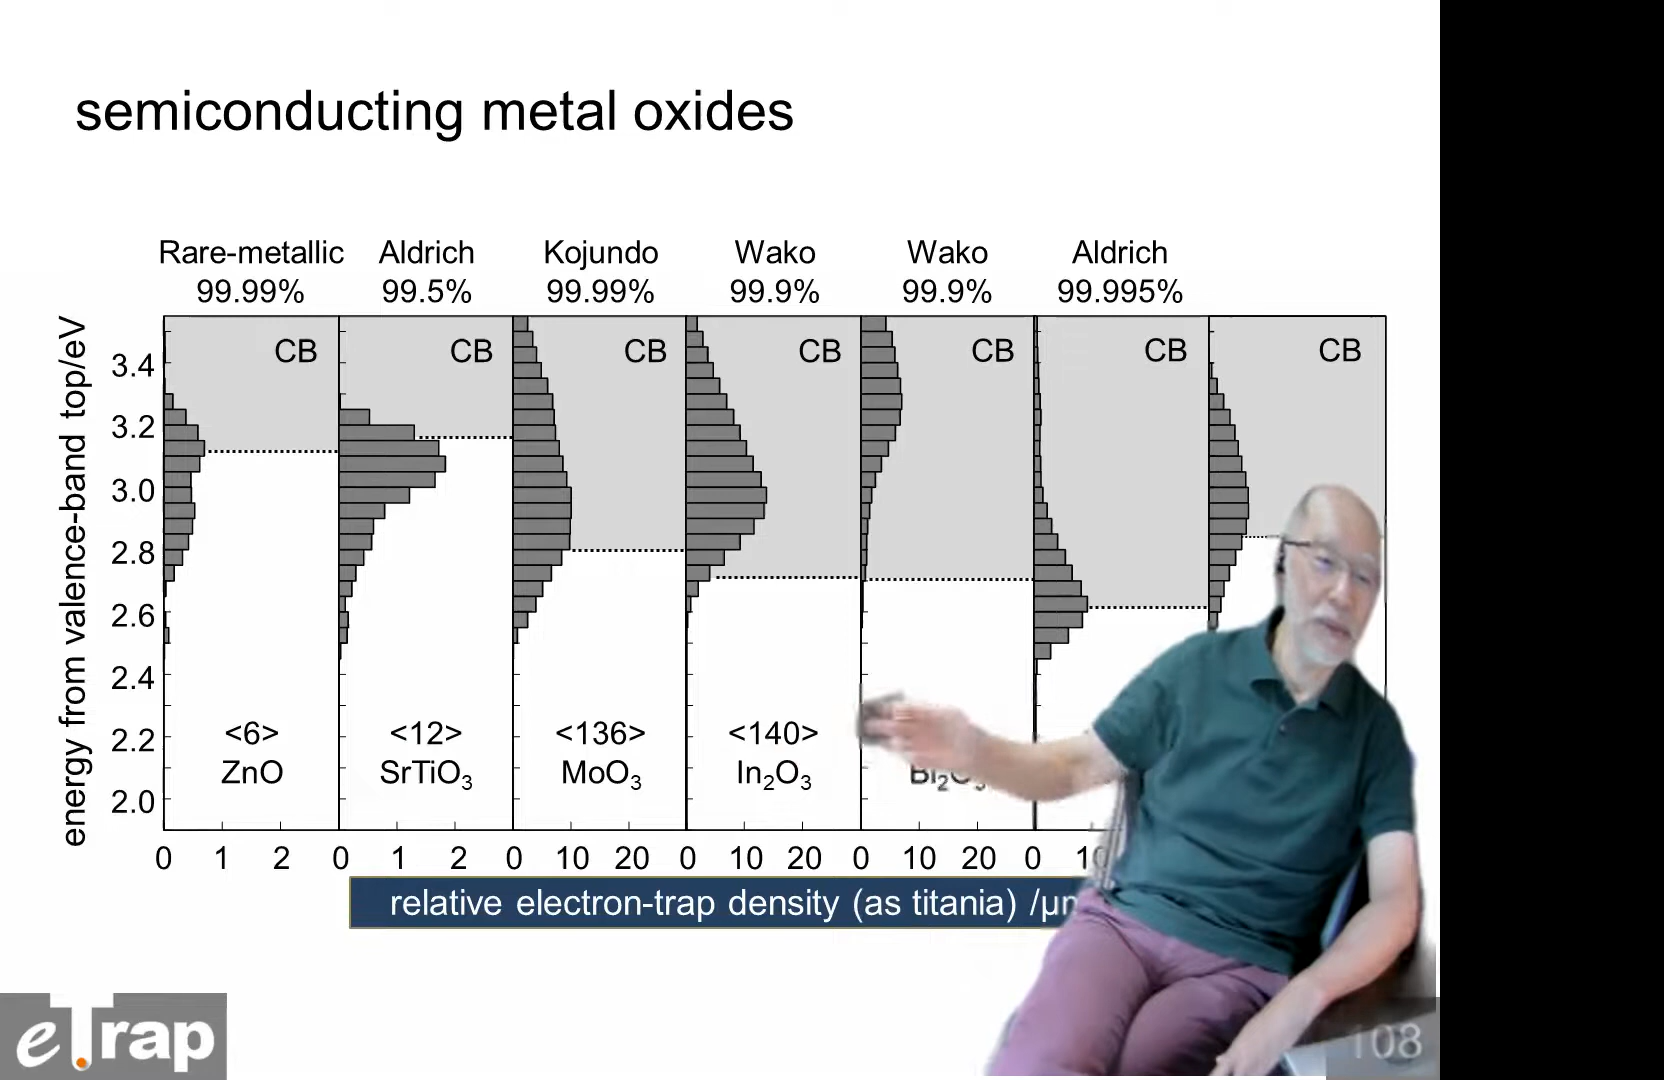 semiconducting metal oxides
Rare-metallic Aldrich Kojundo Wako Wako Aldrich
99.99% 99.5% 99.99% 99.9% 99.9% 99.995%
energy from valence-band top/eV
CB CB CB CB CB CB CB
3.4
3.2
3.0
2.8
2.6
2.4
2.2
2.0
<6> <12> <136> <140>
ZnO SrTiO₃ MoO₃ In₂O₃
0 1 2 0 1 2 0 10 20 0 10 20 0 10 20 0
relative electron-trap density (as titania)
eTrap
108